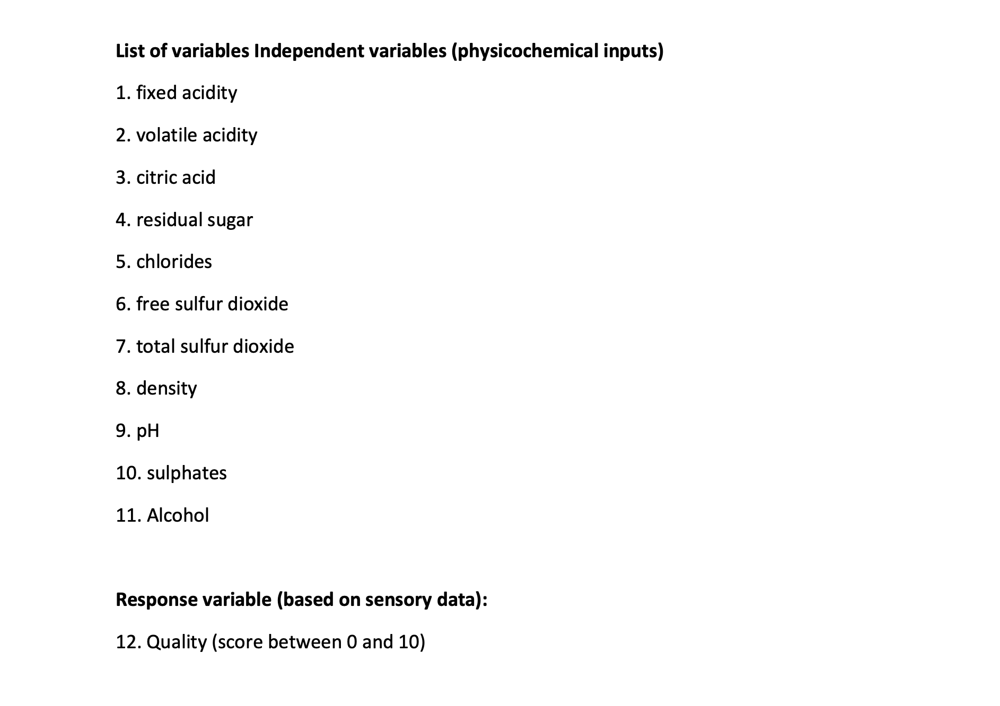 List of variables Independent variables (physicochemical inputs)
1. fixed acidity
2. volatile acidity
3. citric acid
4. residual sugar
5. chlorides
6. free sulfur dioxide
7. total sulfur dioxide
8. density
9. pH
10. sulphates
11. Alcohol
Response variable (based on sensory data):
12. Quality (score between 0 and 10)